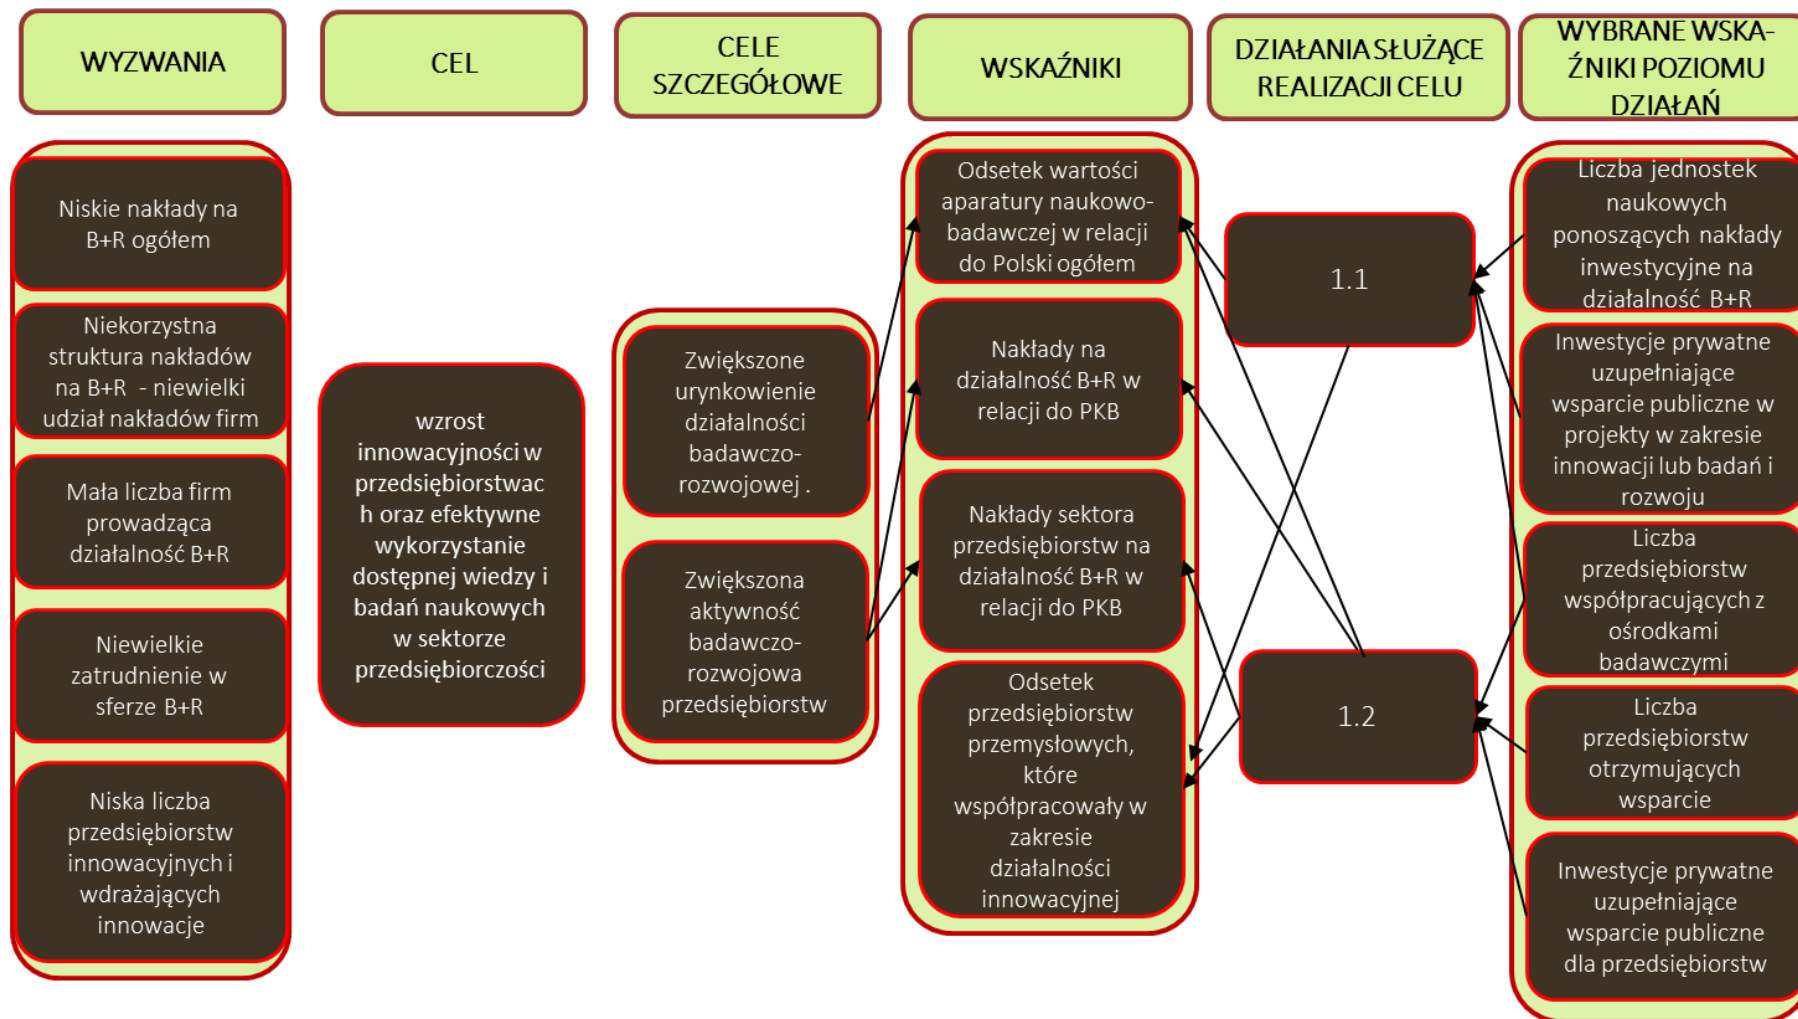 WYZWANIA
CEL
CELE
SZCZEGÓŁOWE
WSKAŹNIKI
DZIAŁANIA SŁUŻĄCE
REALIZACJI CELU
WYBRANE WSKA-
ŹNIKI POZIOMU
DZIAŁAŃ
Niskie nakłady na
B+R ogółem
Niekorzystna
struktura nakładów
na B+R - niewielki
udział nakładów firm
Mała liczba firm
prowadząca
działalność B+R
Niewielkie
zatrudnienie w
sferze B+R
Niska liczba
przedsiębiorstw
innowacyjnych i
wdrażających
innowacje
wzrost
innowacyjności w
przedsiębiorstwac
h oraz efektywne
wykorzystanie
dostępnej wiedzy i
badań naukowych
w sektorze
przedsiębiorczości
Zwiększone
urynkowienie
działalności
badawczo-
rozwojowej .
Zwiększona
aktywność
badawczo-
rozwojowa
przedsiębiorstw
Odsetek wartości
aparatury naukowo-
badawczej w relacji
do Polski ogółem
Nakłady na
działalność B+R w
relacji do PKB
Nakłady sektora
przedsiębiorstw na
działalność B+R w
relacji do PKB
Odsetek
przedsiębiorstw
przemysłowych,
które
współpracowały w
zakresie
działalności
innowacyjnej
1.1
1.2
Liczba jednostek
naukowych
ponoszących nakłady
inwestycyjne na
działalność B+R
Inwestycje prywatne
uzupełniające
wsparcie publiczne w
projekty w zakresie
innowacji lub badań i
rozwoju
Liczba
przedsiębiorstw
współpracujących z
ośrodkami
badawczymi
Liczba
przedsiębiorstw
otrzymujących
wsparcie
Inwestycje prywatne
uzupełniające
wsparcie publiczne
dla przedsiębiorstw